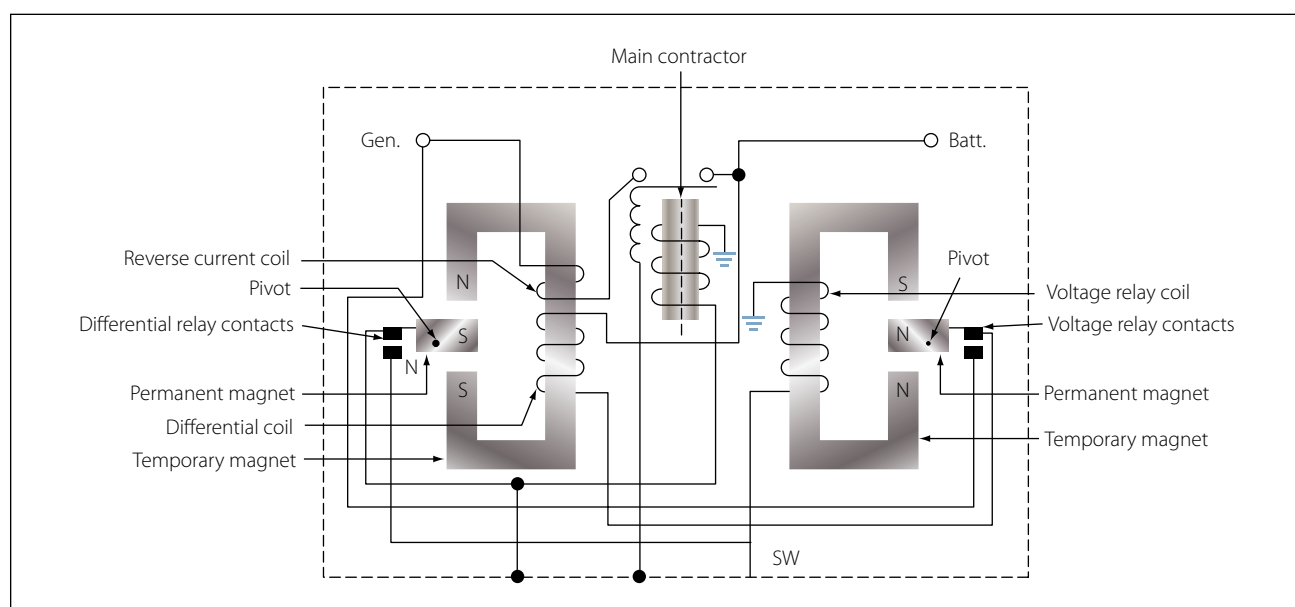 Main contractor
Gen.
Batt.
Reverse current coil
Pivot
Differential relay contacts
Permanent magnet
Differential coil
Temporary magnet
N
S
N
S
S
N
N
Pivot
Voltage relay coil
Voltage relay contacts
Permanent magnet
Temporary magnet
SW